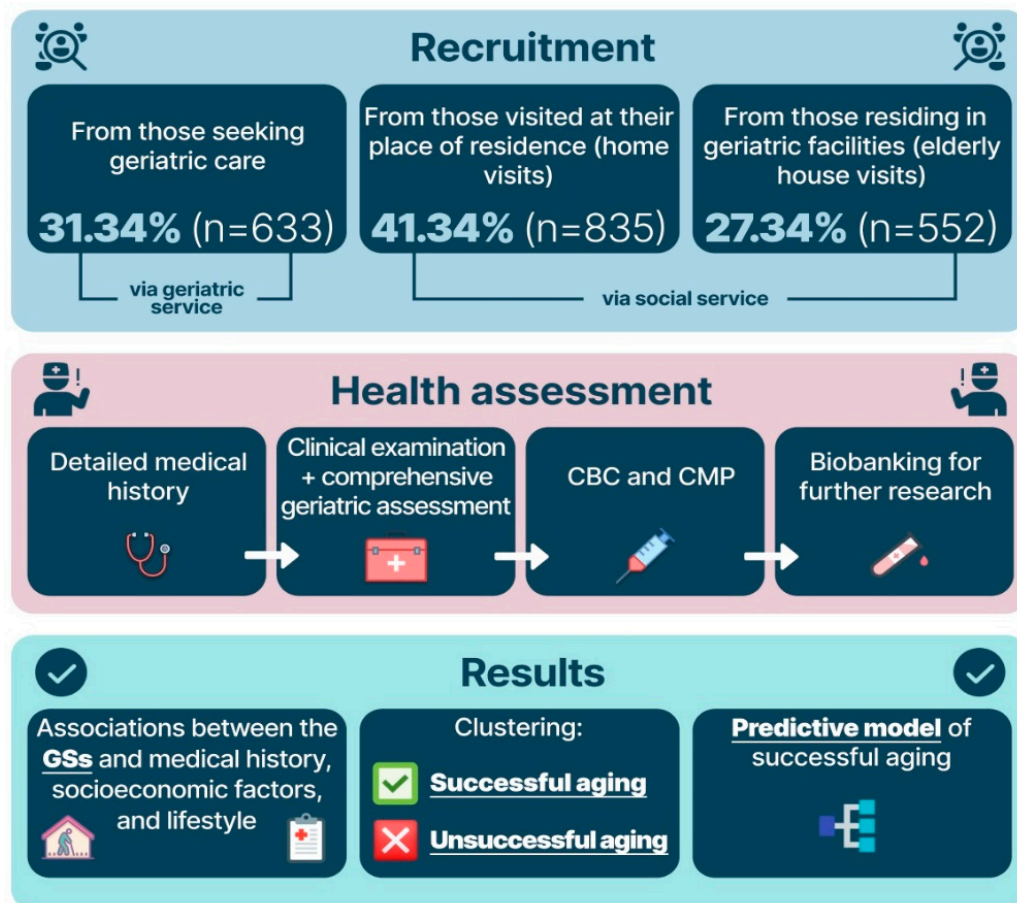 Recruitment
From those seeking
geriatric care
31.34% (n=633)
From those visited at their
place of residence (home
visits)
41.34% (n=835)
From those residing in
geriatric facilities (elderly
house visits)
27.34% (n=552)
via geriatric
service
via social service
Health assessment
Detailed medical
history
Clinical examination
+ comprehensive
geriatric assessment
CBC and CMP
Biobanking for
further research
Results
Associations between the
GSs and medical history,
socioeconomic factors,
and lifestyle
Clustering:
Successful aging
Unsuccessful aging
Predictive model of
successful aging